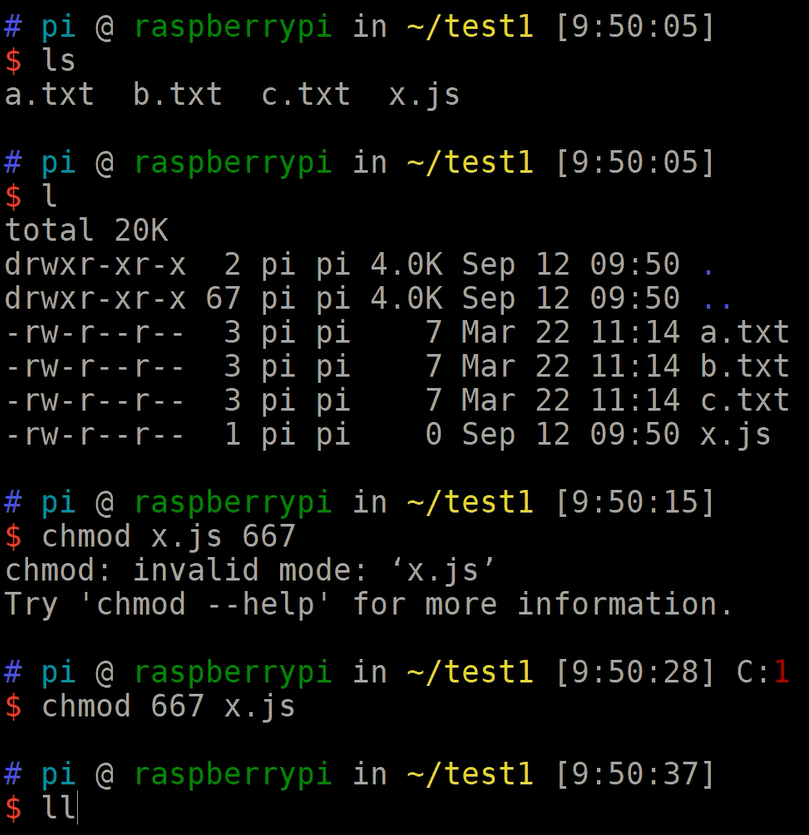 # pi @ raspberrypi in ~/test1 [9:50:05]
$ ls
a.txt  b.txt  c.txt  x.js
# pi @ raspberrypi in ~/test1 [9:50:05]
$ l
total 20K
drwxr-xr-x  2 pi pi 4.0K Sep 12 09:50 .
drwxr-xr-x 67 pi pi 4.0K Sep 12 09:50 ..
-rw-r--r--  3 pi pi    7 Mar 22 11:14 a.txt
-rw-r--r--  3 pi pi    7 Mar 22 11:14 b.txt
-rw-r--r--  3 pi pi    7 Mar 22 11:14 c.txt
-rw-r--r--  1 pi pi    0 Sep 12 09:50 x.js
# pi @ raspberrypi in ~/test1 [9:50:15]
$ chmod x.js 667
chmod: invalid mode: ‘x.js’
Try 'chmod --help' for more information.
# pi @ raspberrypi in ~/test1 [9:50:28] C:1
$ chmod 667 x.js
# pi @ raspberrypi in ~/test1 [9:50:37]
$ ll